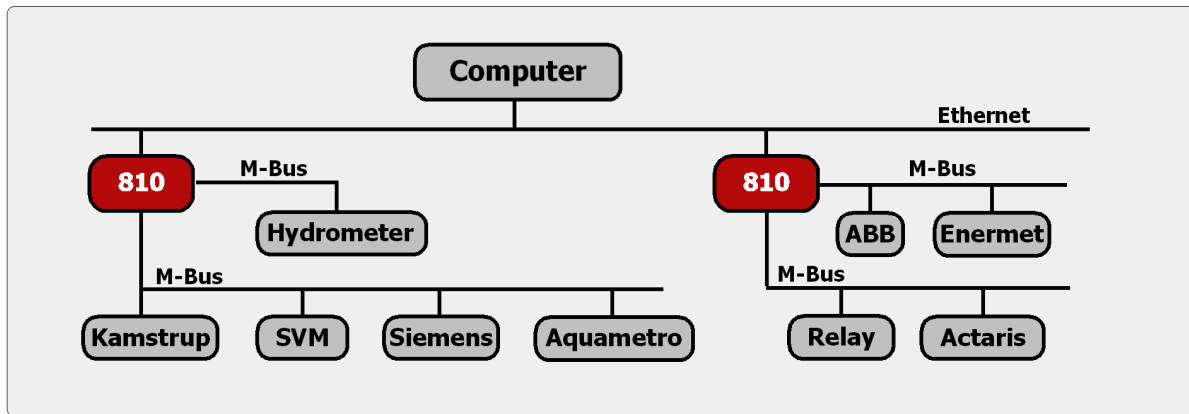 Computer
Ethernet
810
M-Bus
810
M-Bus
Hydrometer
ABB
Enermet
M-Bus
M-Bus
Kamstrup
SVM
Siemens
Aquametro
Relay
Actaris